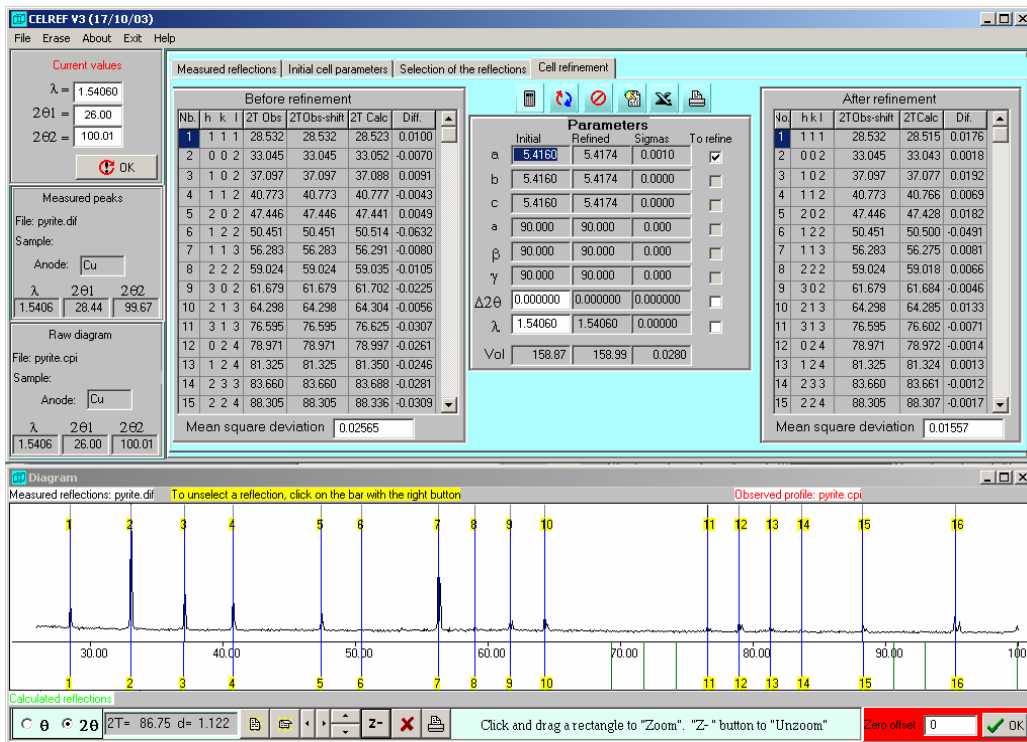 CELREF V3 (17/10/03)
File Erase About Exit Help
Current values
λ = 1.54060
2θ1 = 26.00
2θ2 = 100.01
OK
Measured peaks
File: pyrite.dif
Sample:
Anode: Cu
λ 2θ1 2θ2
1.5406 28.44 99.67
Raw diagram
File: pyrite.cpi
Sample:
Anode: Cu
λ 2θ1 2θ2
1.5406 26.00 100.01
Measured reflections Initial cell parameters Selection of the reflections Cell refinement
Before refinement
Nb. h k l 2T Obs 2TObs-shift 2T Calc Diff.
1 1 1 1 28.532 28.532 28.523 0.0100
2 0 0 2 33.045 33.045 33.052 -0.0070
3 1 0 2 37.097 37.097 37.088 0.0091
4 1 1 2 40.773 40.773 40.777 -0.0043
5 2 0 2 47.446 47.446 47.441 0.0049
6 1 2 2 50.451 50.451 50.514 -0.0632
7 1 1 3 56.283 56.283 56.291 -0.0080
8 2 2 2 59.024 59.024 59.035 -0.0105
9 3 0 2 61.679 61.679 61.702 -0.0225
10 2 1 3 64.298 64.298 64.304 -0.0056
11 3 1 3 76.595 76.595 76.625 -0.0307
12 0 2 4 78.971 78.971 78.997 -0.0261
13 1 2 4 81.325 81.325 81.350 -0.0246
14 2 3 3 83.660 83.660 83.688 -0.0281
15 2 2 4 88.305 88.305 88.336 -0.0309
Mean square deviation 0.02565
Parameters
Initial Refined Sigmas To refine
a 5.4160 5.4174 0.0010
b 5.4160 5.4174 0.0000
c 5.4160 5.4174 0.0000
a 90.000 90.000 0.000
β 90.000 90.000 0.000
γ 90.000 90.000 0.000
Δ2θ 0.000000 0.000000 0.000000
λ 1.54060 1.54060 0.00000
Vol 158.87 158.99 0.0280
After refinement
No. h k l 2TObs-shift 2TCalc Dif.
1 1 1 1 28.532 28.515 0.0176
2 0 0 2 33.045 33.043 0.0018
3 1 0 2 37.097 37.077 0.0192
4 1 1 2 40.773 40.766 0.0069
5 2 0 2 47.446 47.428 0.0182
6 1 2 2 50.451 50.500 -0.0491
7 1 1 3 56.283 56.275 0.0081
8 2 2 2 59.024 59.018 0.0066
9 3 0 2 61.679 61.684 -0.0046
10 2 1 3 64.298 64.285 0.0133
11 3 1 3 76.595 76.602 -0.0071
12 0 2 4 78.971 78.972 -0.0014
13 1 2 4 81.325 81.324 0.0013
14 2 3 3 83.660 83.661 -0.0012
15 2 2 4 88.305 88.307 -0.0017
Mean square deviation 0.01557
Diagram
Measured reflections: pyrite.dif To unselect a reflection, click on the bar with the right button Observed profile: pyrite.cpi
1 2 3 4 5 6 7 8 9 10 11 12 13 14 15 16
30.00 40.00 50.00 60.00 70.00 80.00 90.00 100
1 2 3 4 5 6 7 8 9 10 11 12 13 14 15 16
Calculated reflections
θ 2θ 2T= 86.75 d= 1.122 z- Click and drag a rectangle to "Zoom". "Z-" button to "Unzoom" Zero offset : 0 OK